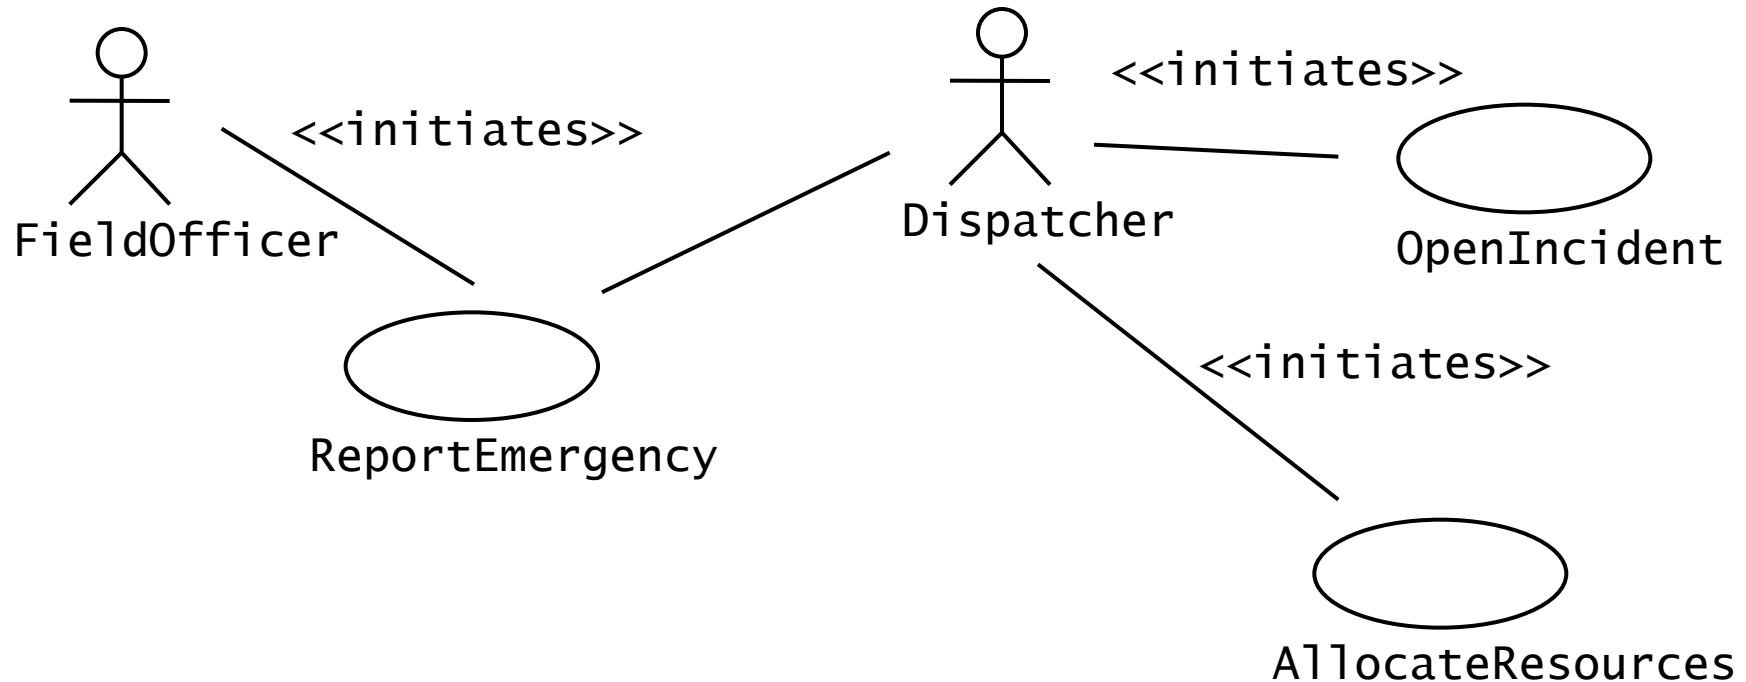 <<initiates>>
<<initiates>>
FieldOfficer
Dispatcher
OpenIncident
<<initiates>>
ReportEmergency
AllocateResources